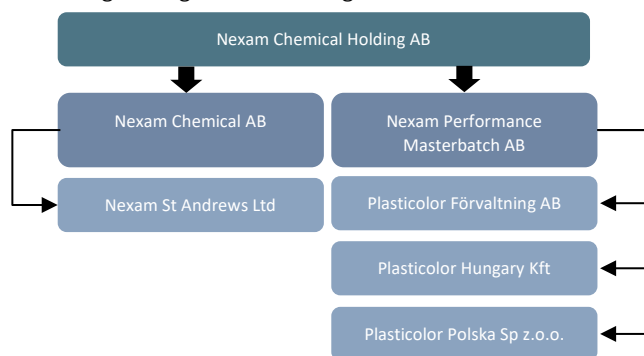 Nexam Chemical Holding AB
Nexam Chemical AB
Nexam Performance
Masterbatch AB
Nexam St Andrews Ltd
Plasticolor Förvaltning AB
Plasticolor Hungary Kft
Plasticolor Polska Sp z.o.o.